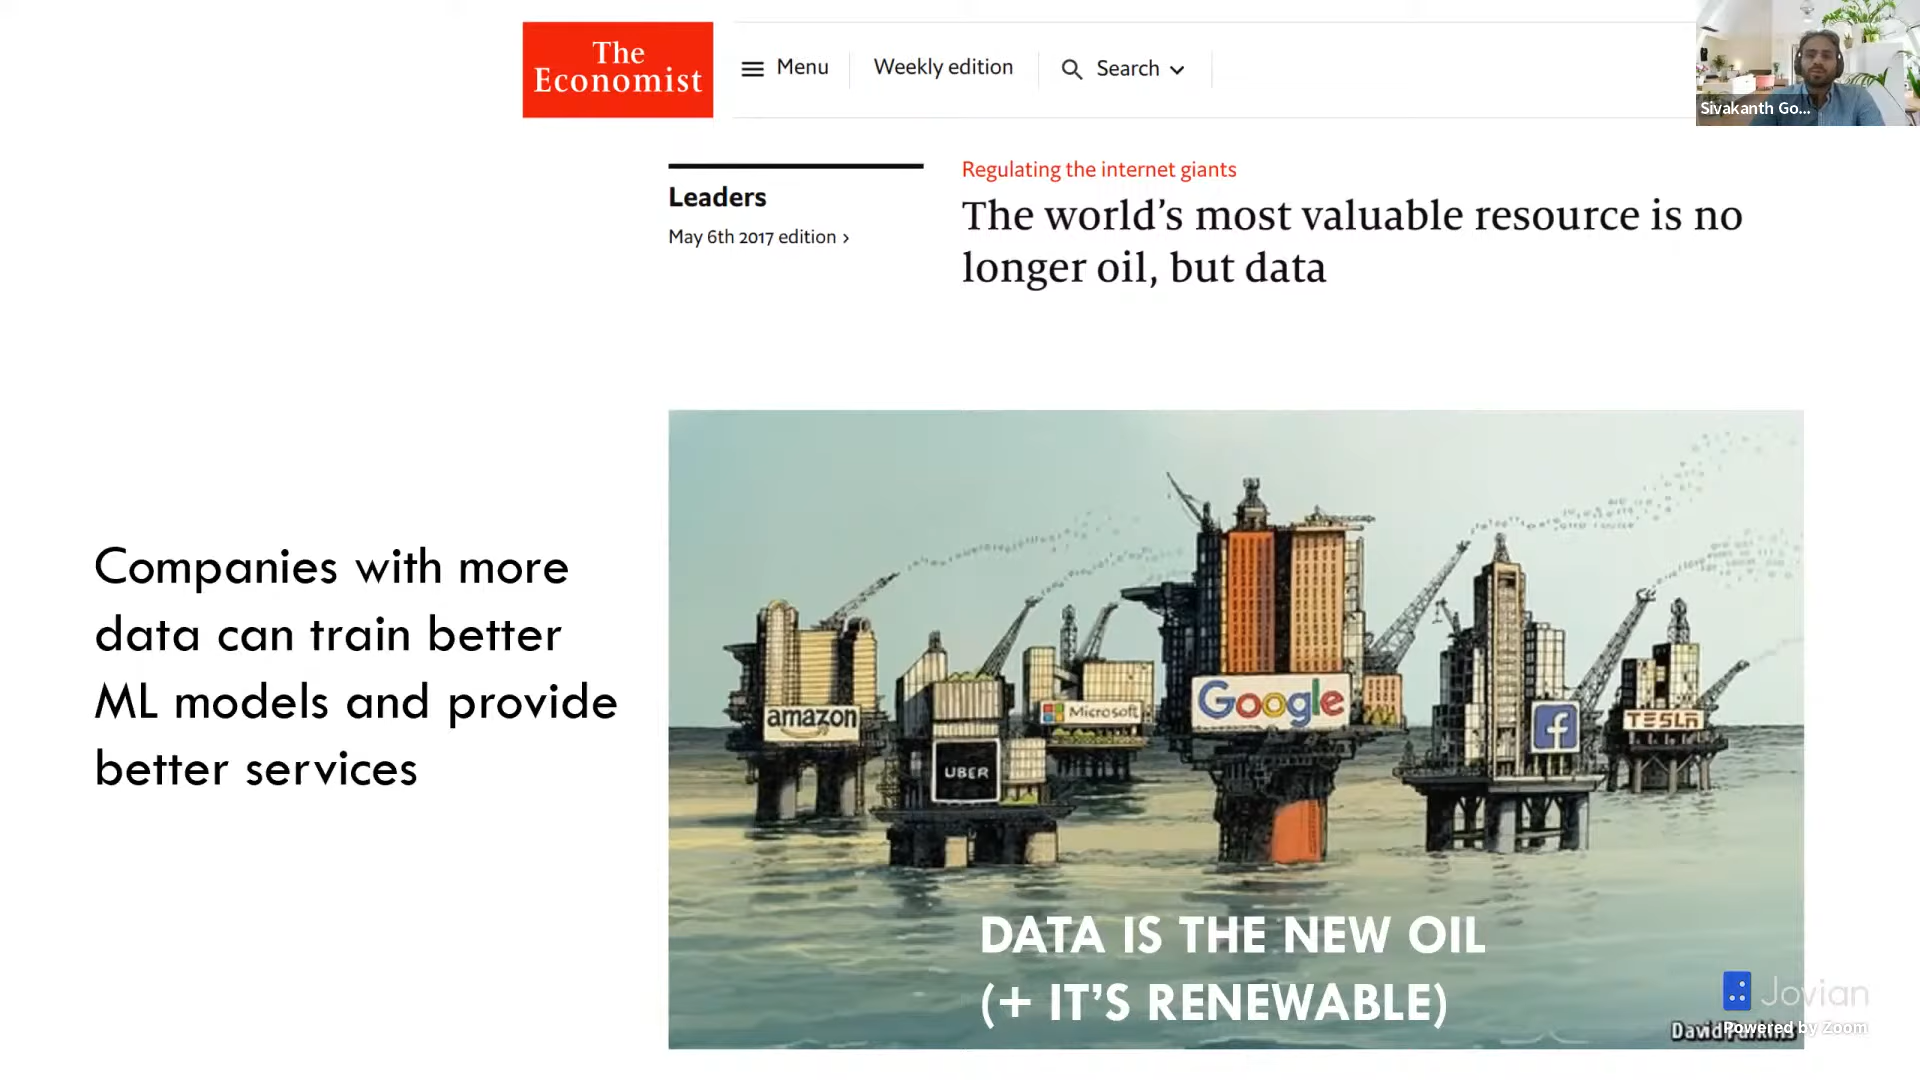 The
Economist
Menu
Weekly edition
Search
Sivakanth Go...
Leaders
May 6th 2017 edition ›
Regulating the internet giants
The world's most valuable resource is no
longer oil, but data
Companies with more
data can train better
ML models and provide
better services
amazon
UBER
Microsoft
Google
f
TESLA
DATA IS THE NEW OIL
(+ IT'S RENEWABLE)
Jovian
Powered by Zoom
David Parkins